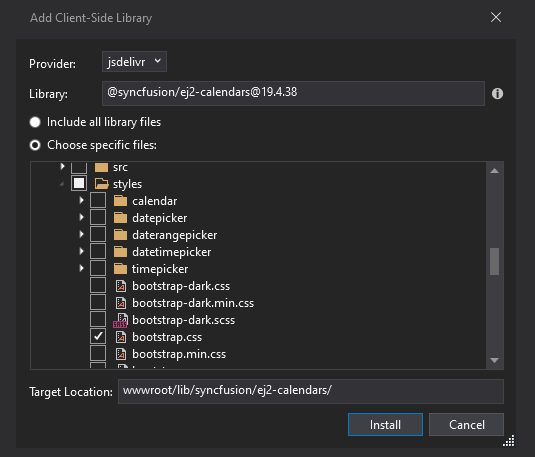 Add Client-Side Library
Provider: jsdelivr
Library: @syncfusion/ej2-calendars@19.4.38
Include all library files
Choose specific files:
src
styles
calendar
datepicker
daterangepicker
datetimepicker
timepicker
bootstrap-dark.css
bootstrap-dark.min.css
bootstrap-dark.scss
bootstrap.css
bootstrap.min.css
Target Location: wwwroot/lib/syncfusion/ej2-calendars/
Install Cancel